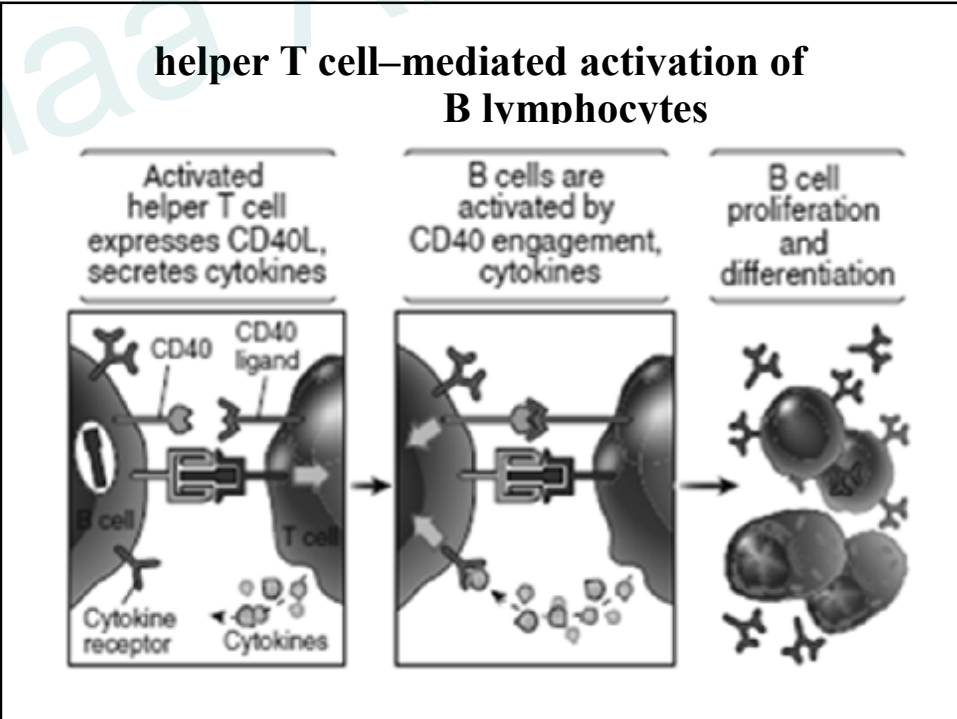 helper T cell–mediated activation of
B lymphocytes
Activated
helper T cell
expresses CD40L,
secretes cytokines
B cells are
activated by
CD40 engagement,
cytokines
B cell
proliferation
and
differentiation
CD40
CD40
ligand
B cell
T cell
Cytokine
receptor
Cytokines